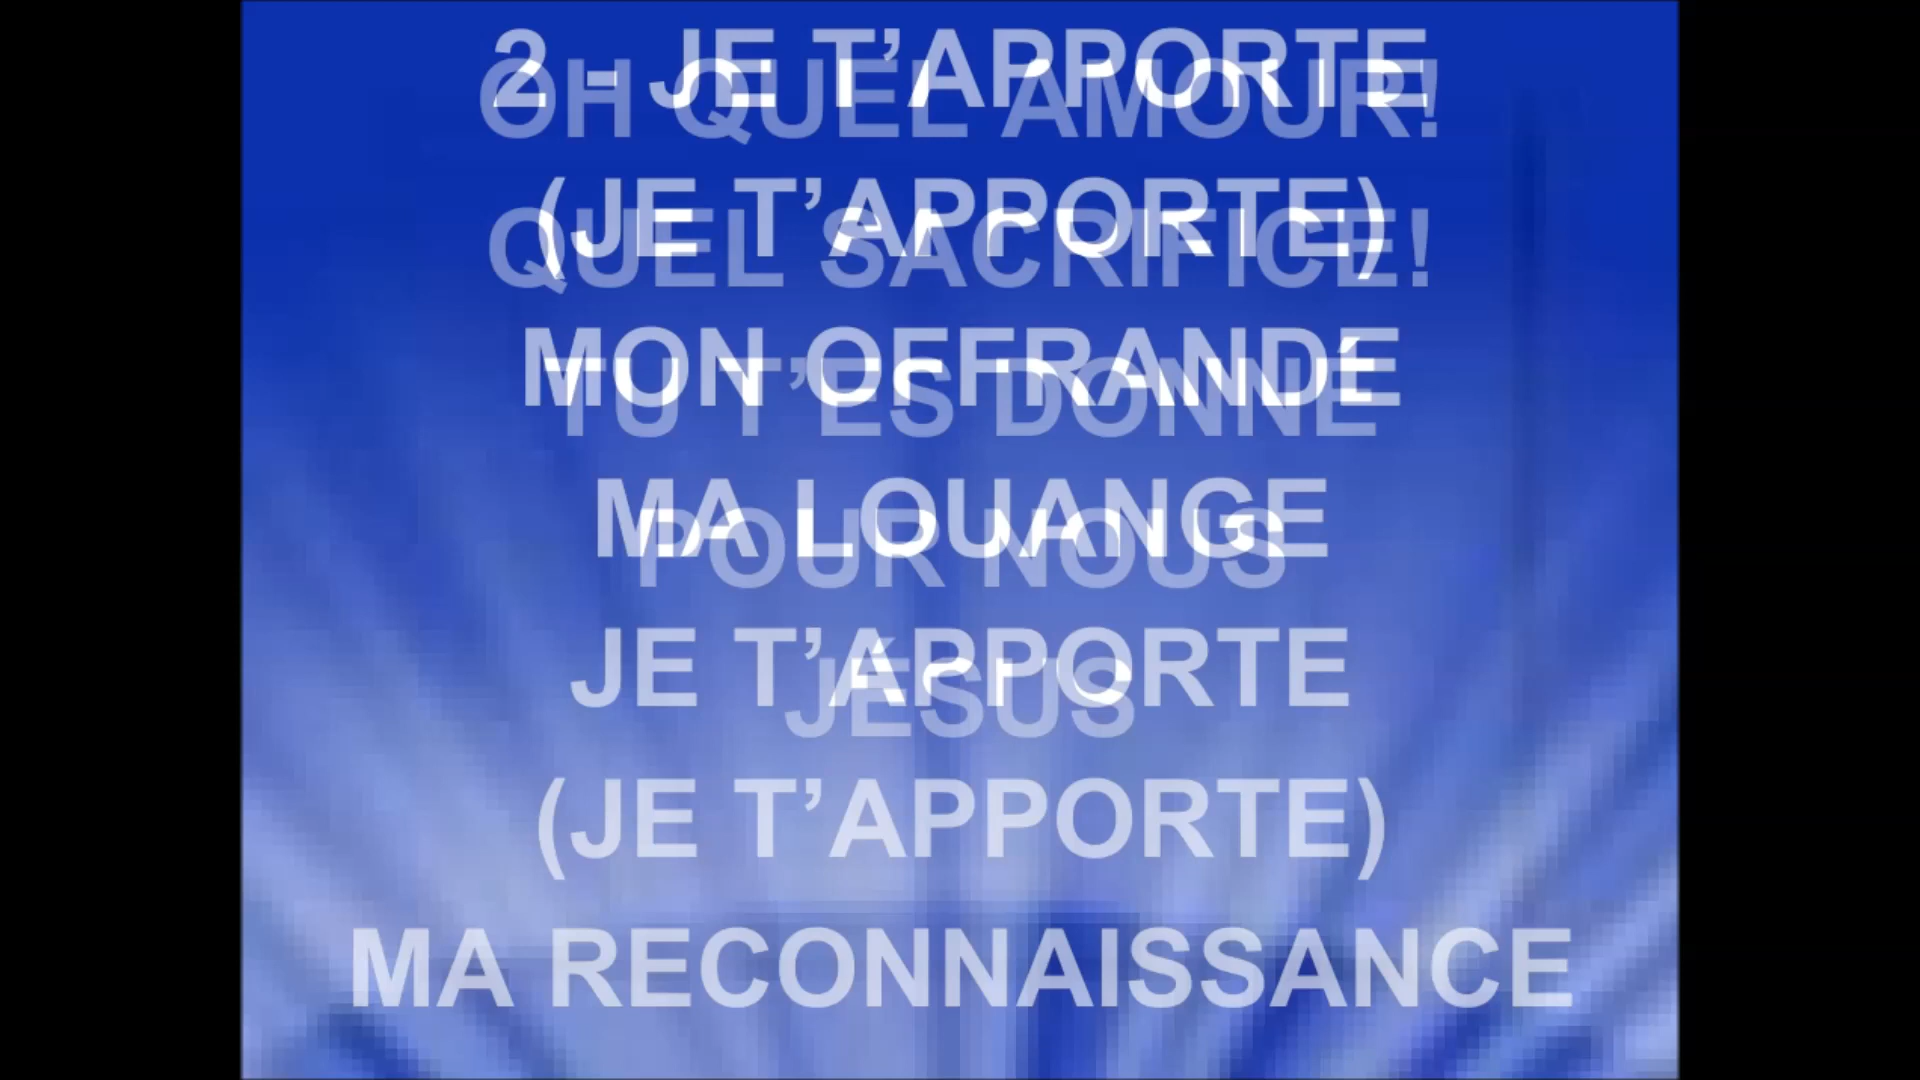 2 - JE T’APPORTE
OH QUEL AMOUR!
(JE T’APPORTE)
QUEL SACRIFICE!
MON OFFRANDE
TU T’ES DONNÉ
MA LOUANGE
POUR NOUS
JE T’APPORTE
JÉSUS
(JE T’APPORTE)
MA RECONNAISSANCE